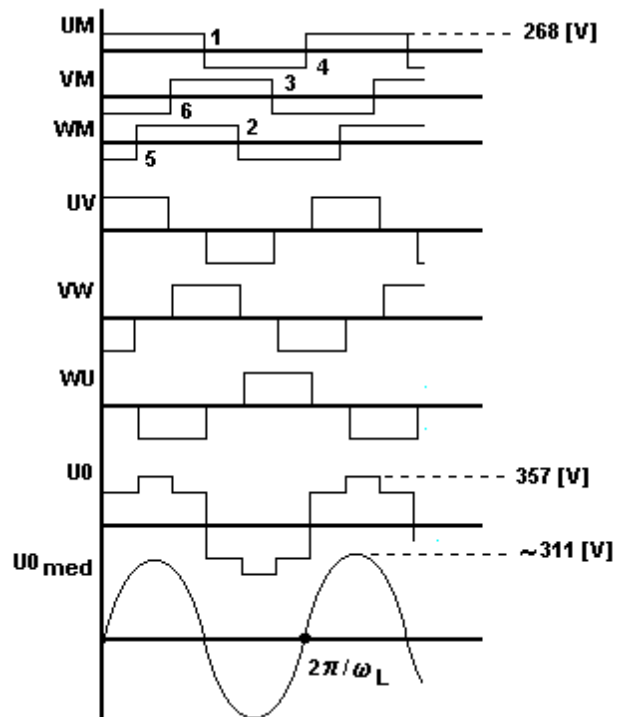 UM
1
268 [V]
4
VM
3
6
WM
2
5
UV
VW
WU
U0
357 [V]
~311 [V]
U0 med
2π/ωL